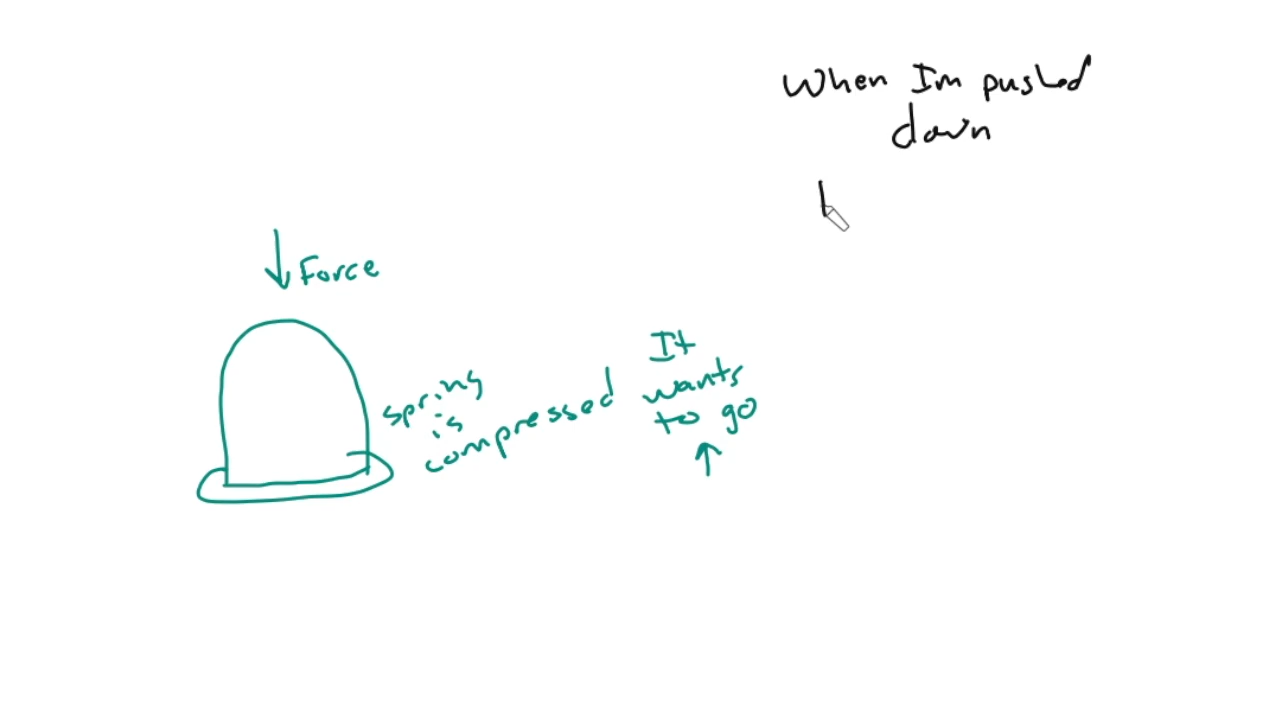 When Im pushed
down
Force
spring
is
compressed
It
wants
to go